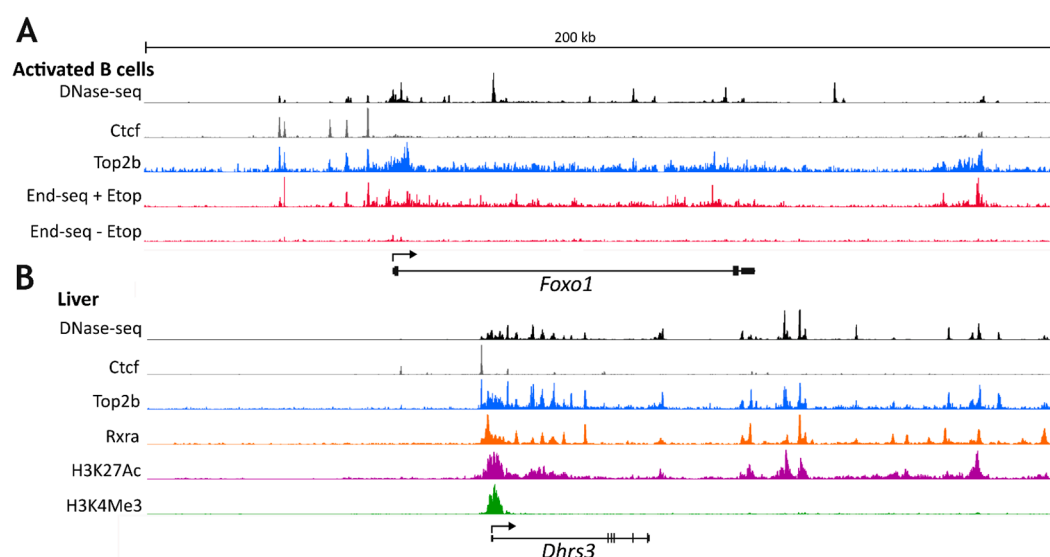 A
200 kb
Activated B cells
DNase-seq
Ctcf
Top2b
End-seq + Etop
End-seq - Etop
Foxo1
B
Liver
DNase-seq
Ctcf
Top2b
Rxra
H3K27Ac
H3K4Me3
Dhrs3